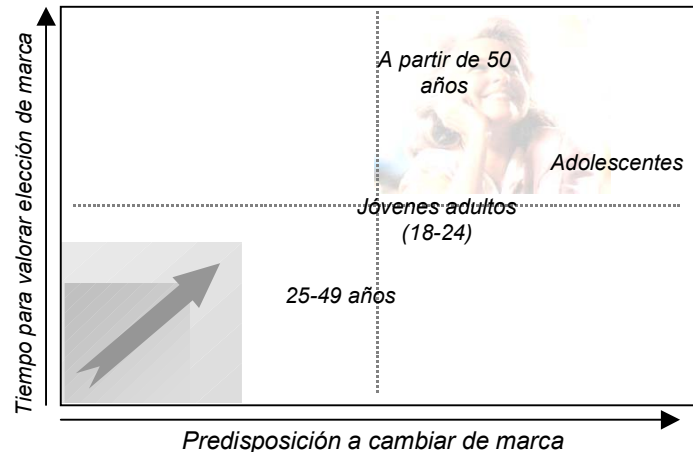 Tiempo para valorar elección de marca
A partir de 50
años
Adolescentes
Jóvenes adultos
(18-24)
25-49 años
Predisposición a cambiar de marca